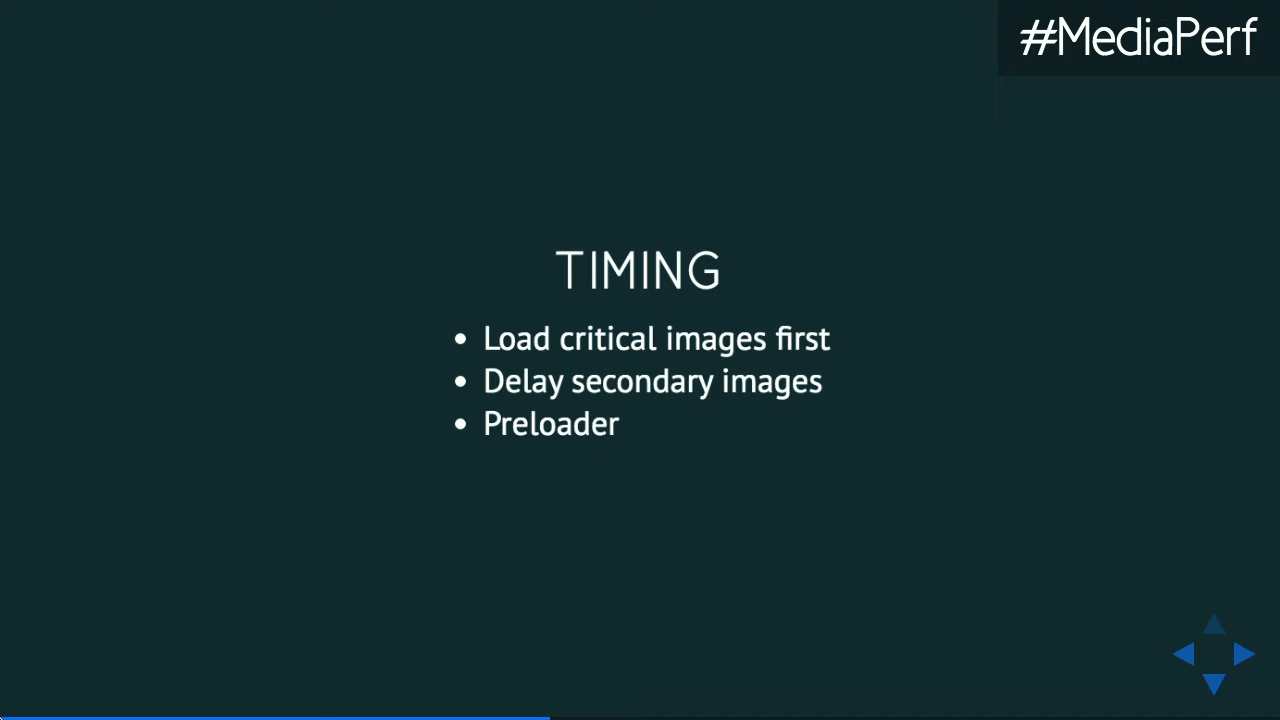 #MediaPerf
TIMING
• Load critical images first
• Delay secondary images
• Preloader